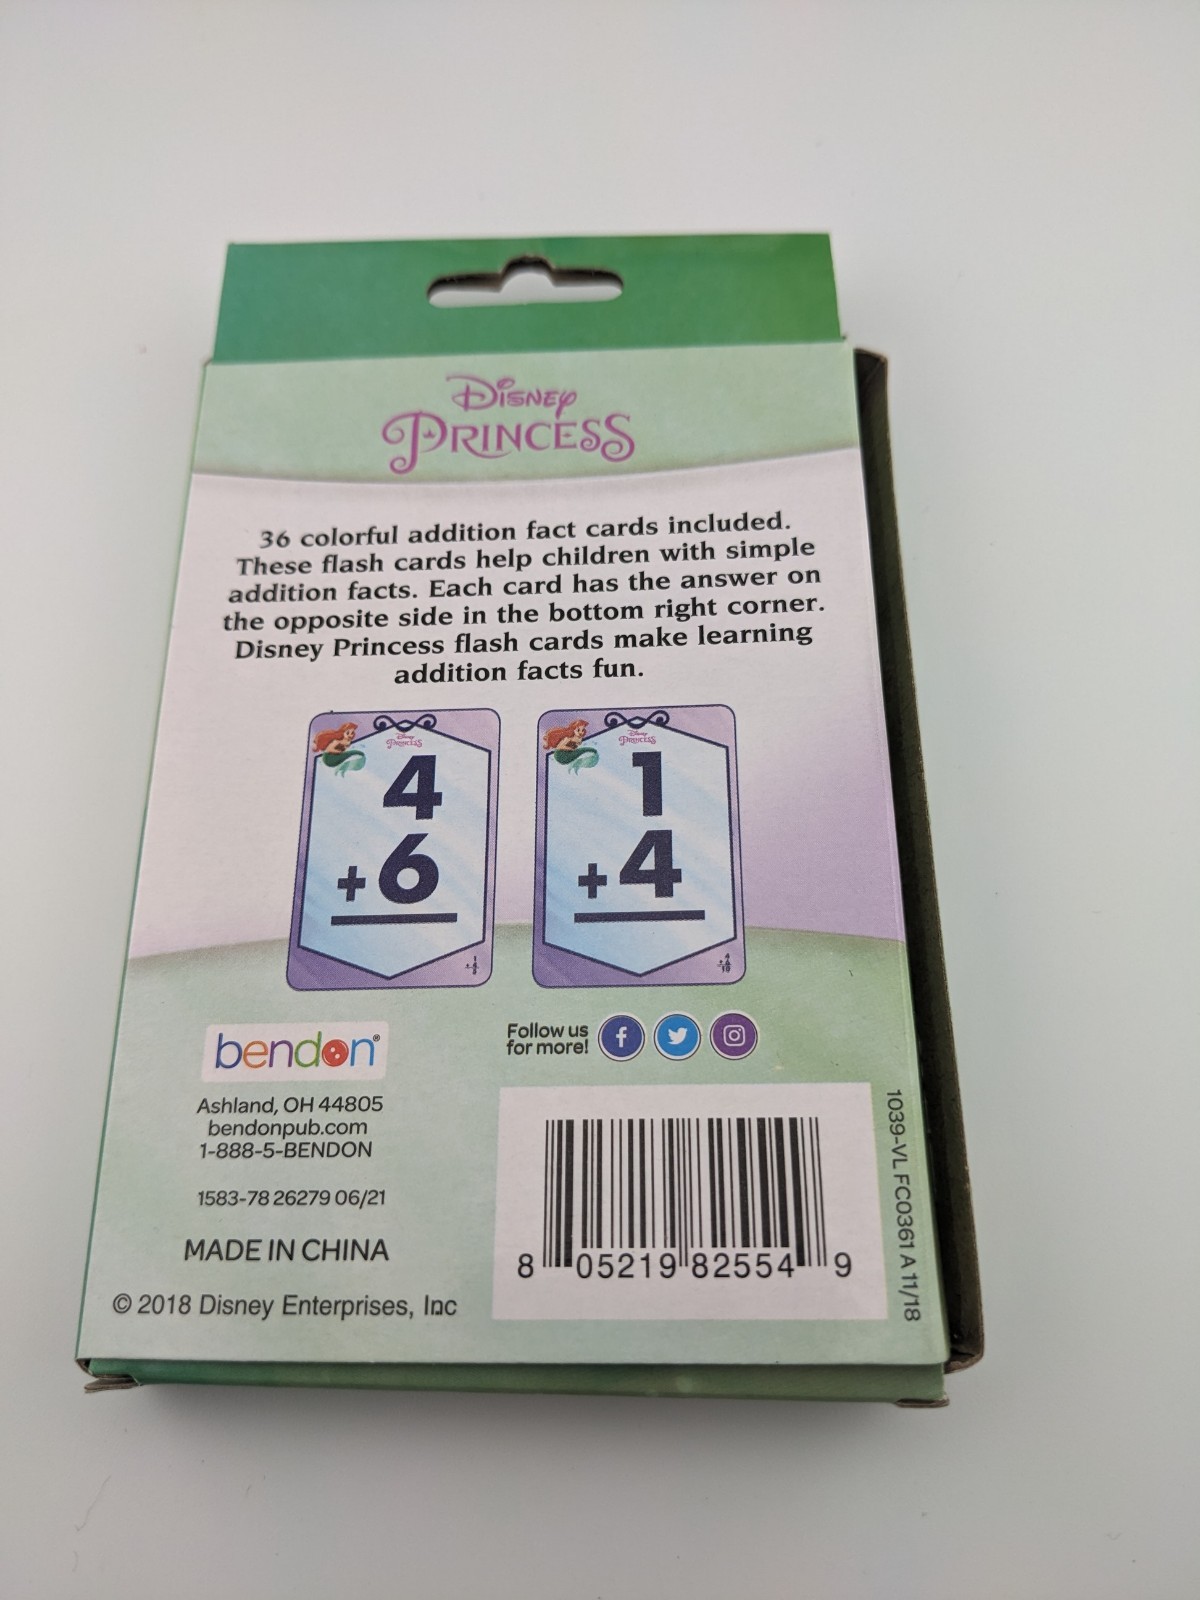 Disney
PRINCESS
36 colorful addition fact cards included.
These flash cards help children with simple
addition facts. Each card has the answer on
the opposite side in the bottom right corner.
Disney Princess flash cards make learning
addition facts fun.
Disney
PRINCESS
4
+6
Disney
PRINCESS
1
+4
4
+6
10
bendon®
Follow us
for more!
Ashland, OH 44805
bendonpub.com
1-888-5-BENDON
1583-78 26279 06/21
MADE IN CHINA
© 2018 Disney Enterprises, Inc
8 05219 82554 9
1039-VL FC0361 A 11/18